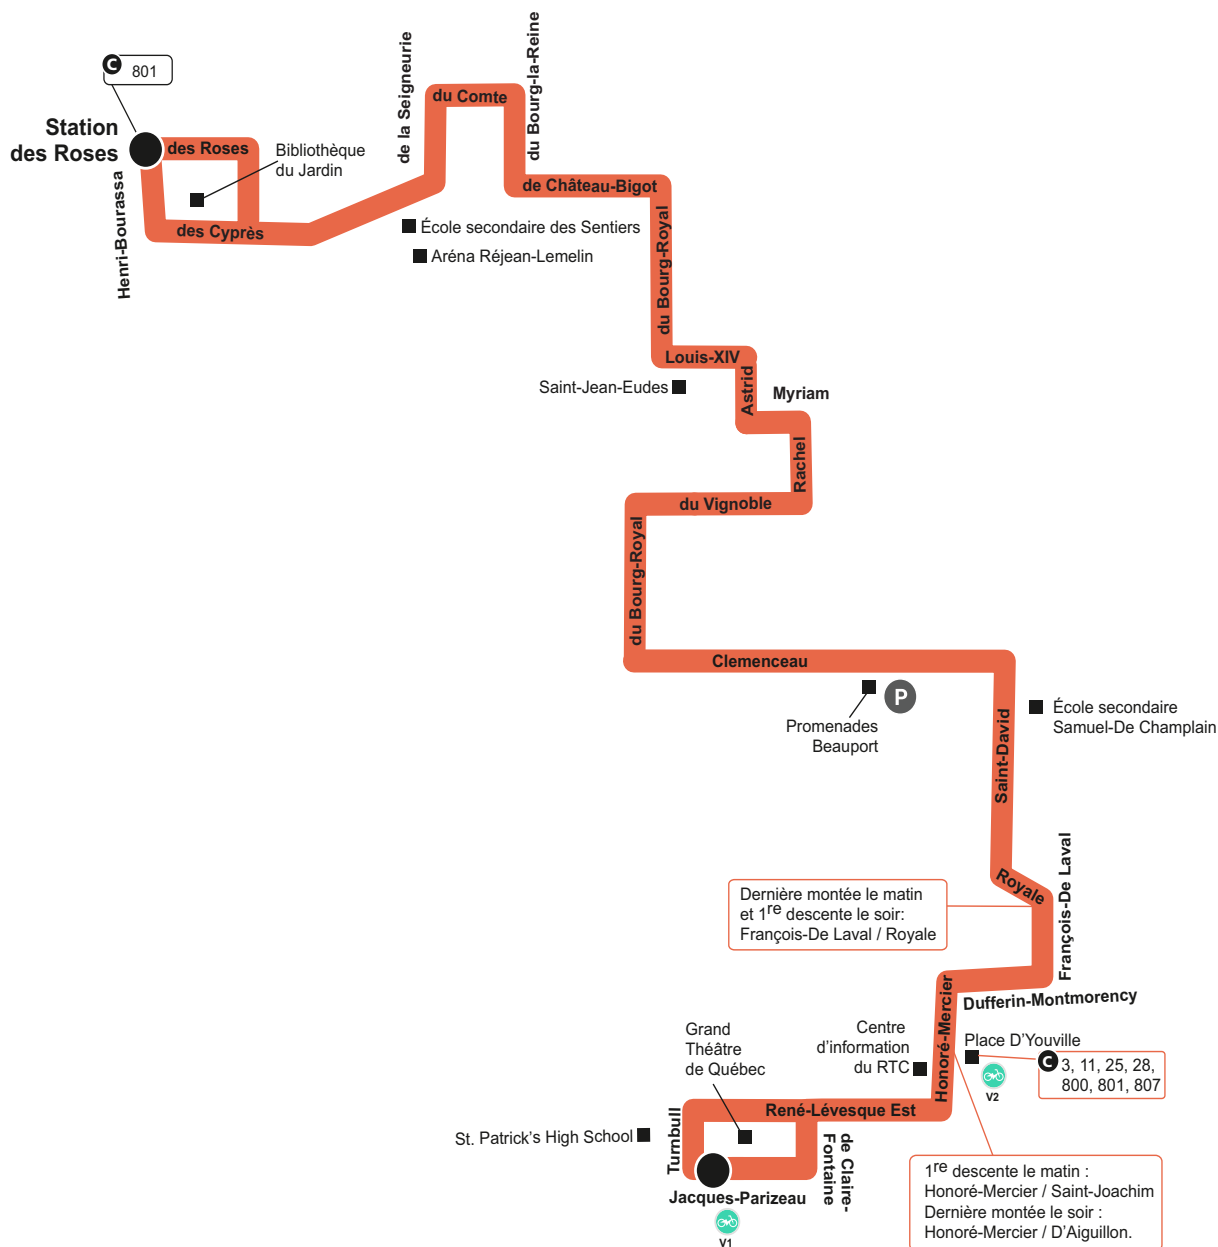 C 801
Station
des Roses
des Roses
Henri-Bourassa
Bibliothèque
du Jardin
des Cyprès
de la Seigneurie
du Comte
du Bourg-la-Reine
de Château-Bigot
École secondaire des Sentiers
Aréna Réjean-Lemelin
du Bourg-Royal
Louis-XIV
Saint-Jean-Eudes
Astrid
Myriam
Rachel
du Vignoble
du Bourg-Royal
Clemenceau
Promenades
Beauport
P
Saint-David
École secondaire
Samuel-De Champlain
Royale
François-De Laval
Dernière montée le matin
et 1re descente le soir:
François-De Laval / Royale
Dufferin-Montmorency
Honoré-Mercier
Centre
d'information
du RTC
Place D'Youville
V2
C 3, 11, 25, 28,
800, 801, 807
Grand
Théâtre
de Québec
René-Lévesque Est
St. Patrick's High School
Turnbull
de Claire-
Fontaine
Jacques-Parizeau
V1
1re descente le matin :
Honoré-Mercier / Saint-Joachim
Dernière montée le soir :
Honoré-Mercier / D'Aiguillon.